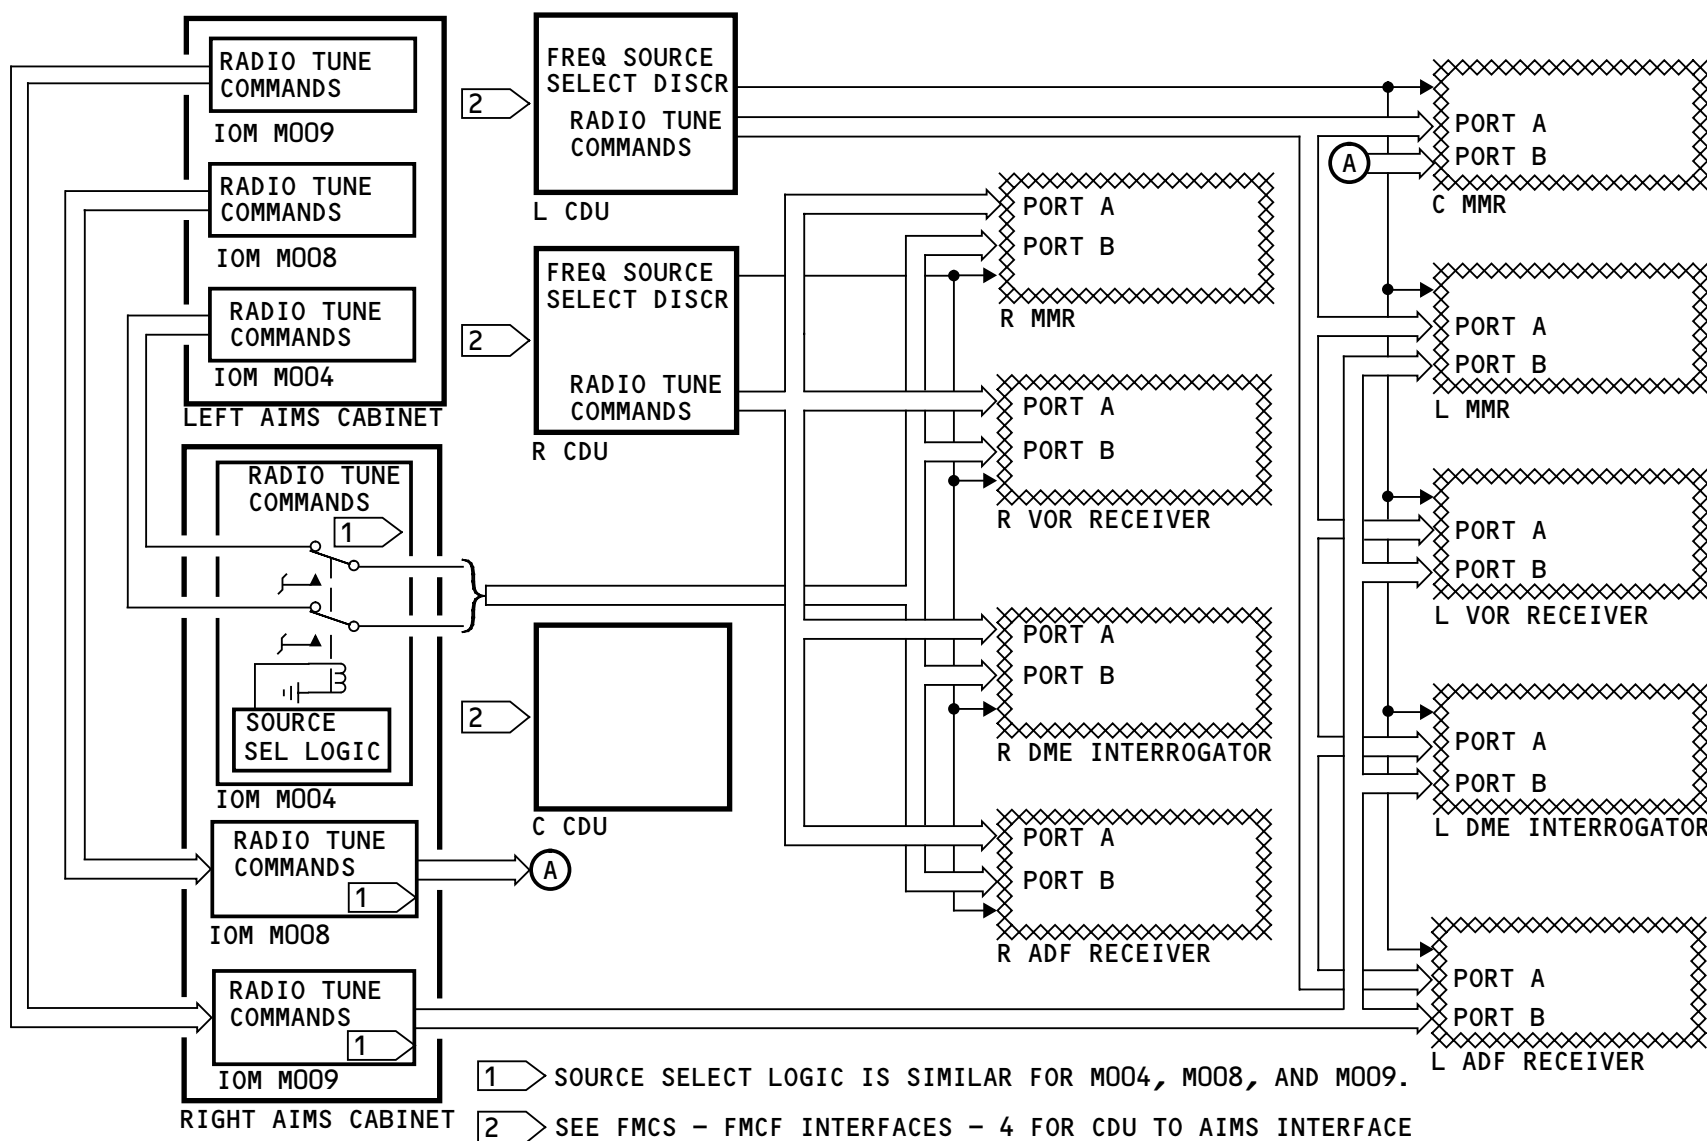 RADIO TUNE
COMMANDS
IOM M009
RADIO TUNE
COMMANDS
IOM M008
RADIO TUNE
COMMANDS
IOM M004
LEFT AIMS CABINET
RADIO TUNE
COMMANDS
1
SOURCE
SEL LOGIC
IOM M004
RADIO TUNE
COMMANDS
1
IOM M008
RADIO TUNE
COMMANDS
1
IOM M009
RIGHT AIMS CABINET
2
FREQ SOURCE
SELECT DISCR
RADIO TUNE
COMMANDS
L CDU
2
FREQ SOURCE
SELECT DISCR
RADIO TUNE
COMMANDS
R CDU
2
C CDU
A
PORT A
PORT B
R MMR
PORT A
PORT B
R VOR RECEIVER
PORT A
PORT B
R DME INTERROGATOR
PORT A
PORT B
R ADF RECEIVER
A
PORT A
PORT B
C MMR
PORT A
PORT B
L MMR
PORT A
PORT B
L VOR RECEIVER
PORT A
PORT B
L DME INTERROGATOR
PORT A
PORT B
L ADF RECEIVER
1 SOURCE SELECT LOGIC IS SIMILAR FOR M004, M008, AND M009.
2 SEE FMCS – FMCF INTERFACES – 4 FOR CDU TO AIMS INTERFACE